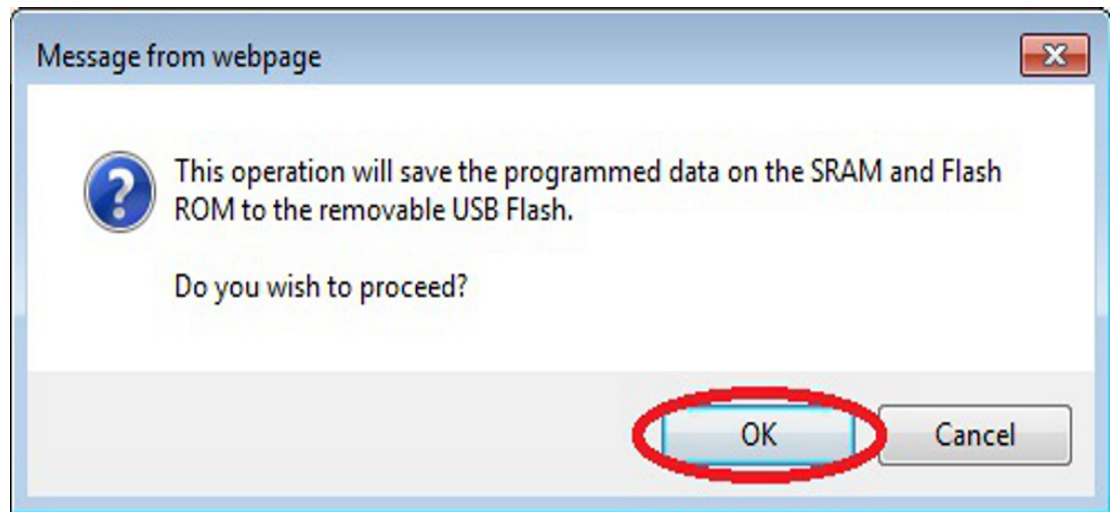 Message from webpage
This operation will save the programmed data on the SRAM and Flash
ROM to the removable USB Flash.
Do you wish to proceed?
OK
Cancel